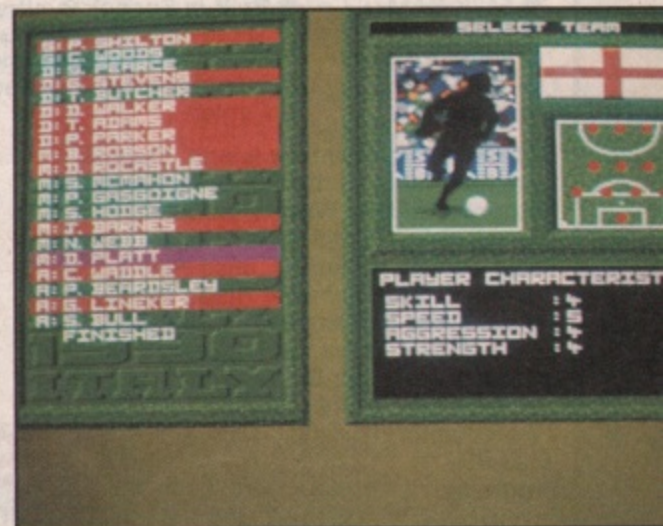 G: P. SHILTON
G: C. WOODS
D: S. PEARCE
D: G. STEVENS
D: T. BUTCHER
D: D. WALKER
D: T. ADAMS
D: P. PARKER
M: B. ROBSON
M: D. ROCASTLE
M: S. MCMAHON
M: P. GASGOIGNE
M: S. HODGE
M: J. BARNES
M: N. WEBB
A: D. PLATT
A: C. WADDLE
A: P. BEARDSLEY
A: G. LINEKER
A: S. BULL
FINISHED
1990
ITALY
SELECT TEAM
PLAYER CHARACTERIST
SKILL :4
SPEED :5
AGGRESSION :4
STRENGTH :4